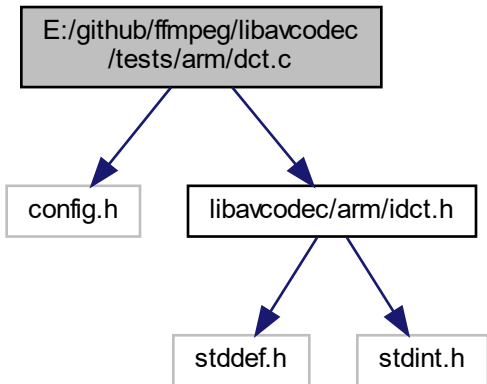 E:/github/ffmpeg/libavcodec
/tests/arm/dct.c
config.h
libavcodec/arm/idct.h
stddef.h
stdint.h